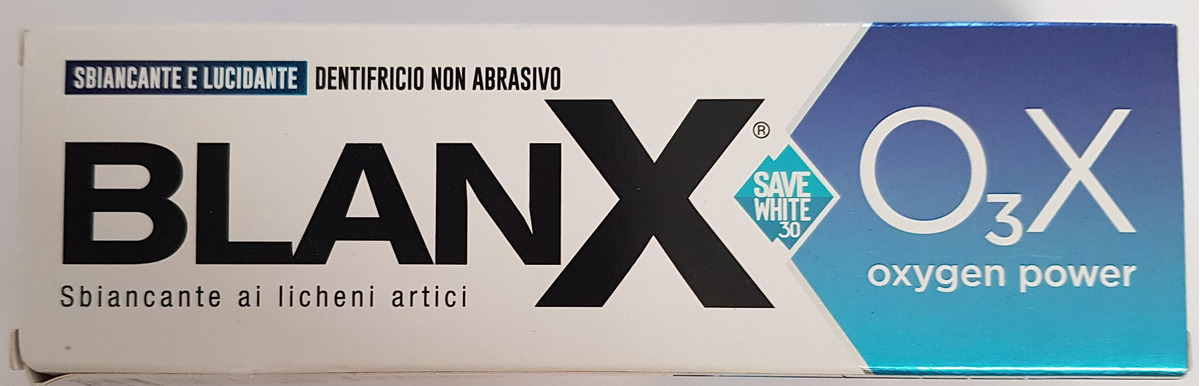 SBIANCANTE E LUCIDANTE DENTIFRICIO NON ABRASIVO
BLANX®
Sbiancante ai licheni artici
SAVE
WHITE
30
O₃X
oxygen power